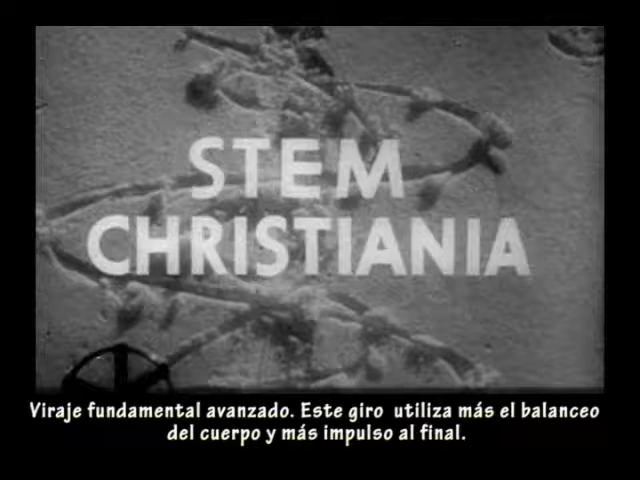 STEM
CHRISTIANIA
Viraje fundamental avanzado. Este giro utiliza más el balanceo
del cuerpo y más impulso al final.